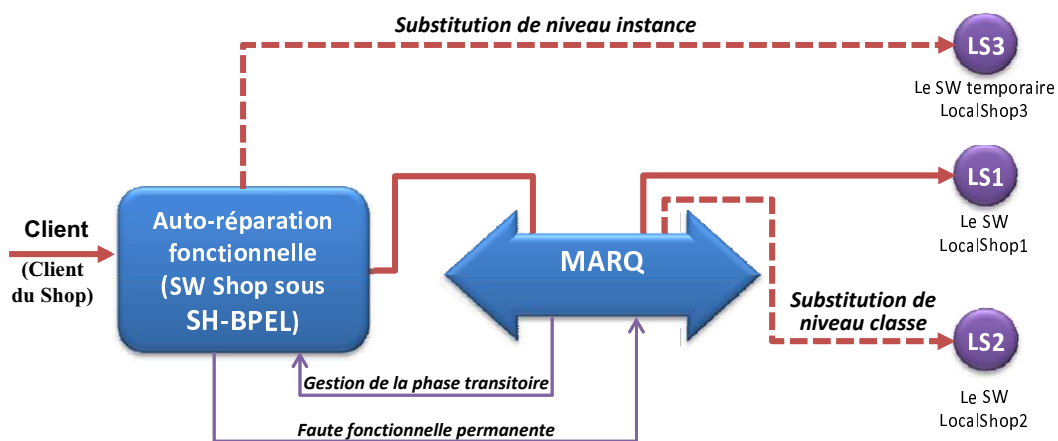 Substitution de niveau instance
LS3
Le SW temporaire
LocalShop3
LS1
Le SW
LocalShop1
Client
(Client
du Shop)
Auto-réparation
fonctionnelle
(SW Shop sous
SH-BPEL)
MARQ
Substitution de
niveau classe
LS2
Le SW
LocalShop2
Gestion de la phase transitoire
Faute fonctionnelle permanente